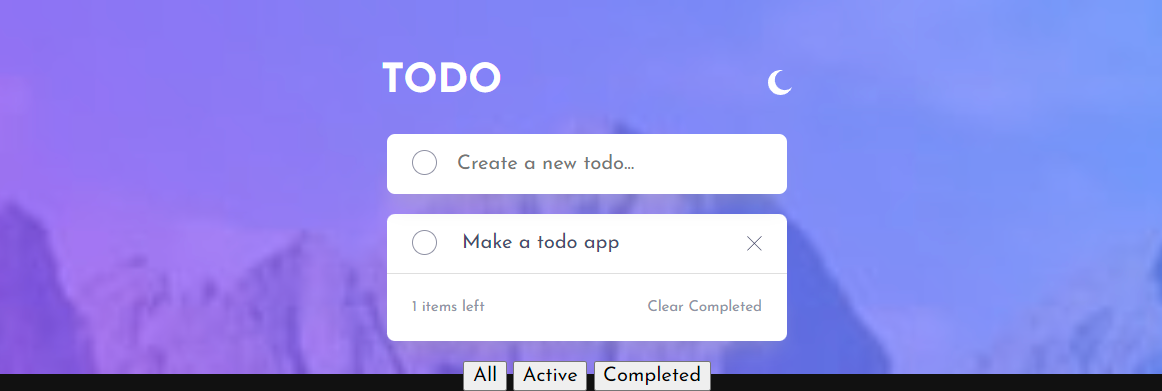 TODO
Create a new todo...
Make a todo app
1 items left Clear Completed
All Active Completed